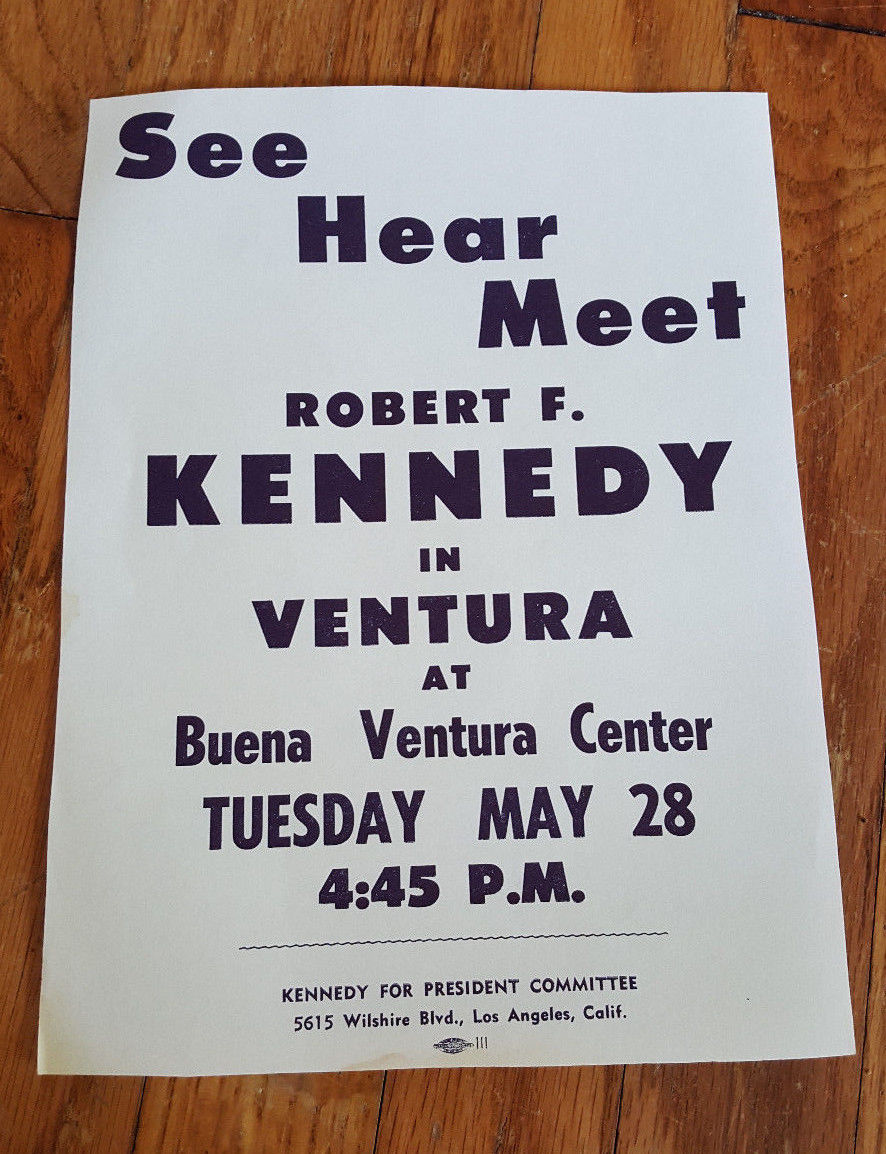 See
Hear
Meet
ROBERT F.
KENNEDY
IN
VENTURA
AT
Buena Ventura Center
TUESDAY MAY 28
4:45 P.M.
KENNEDY FOR PRESIDENT COMMITTEE
5615 Wilshire Blvd., Los Angeles, Calif.
111